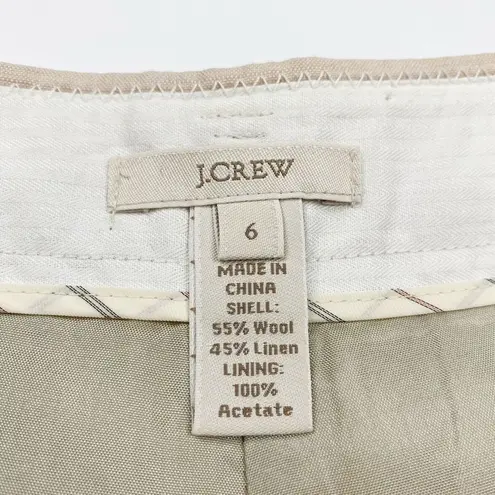 J.CREW
6
MADE IN
CHINA
SHELL:
55% Wool
45% Linen
LINING:
100%
Acetate